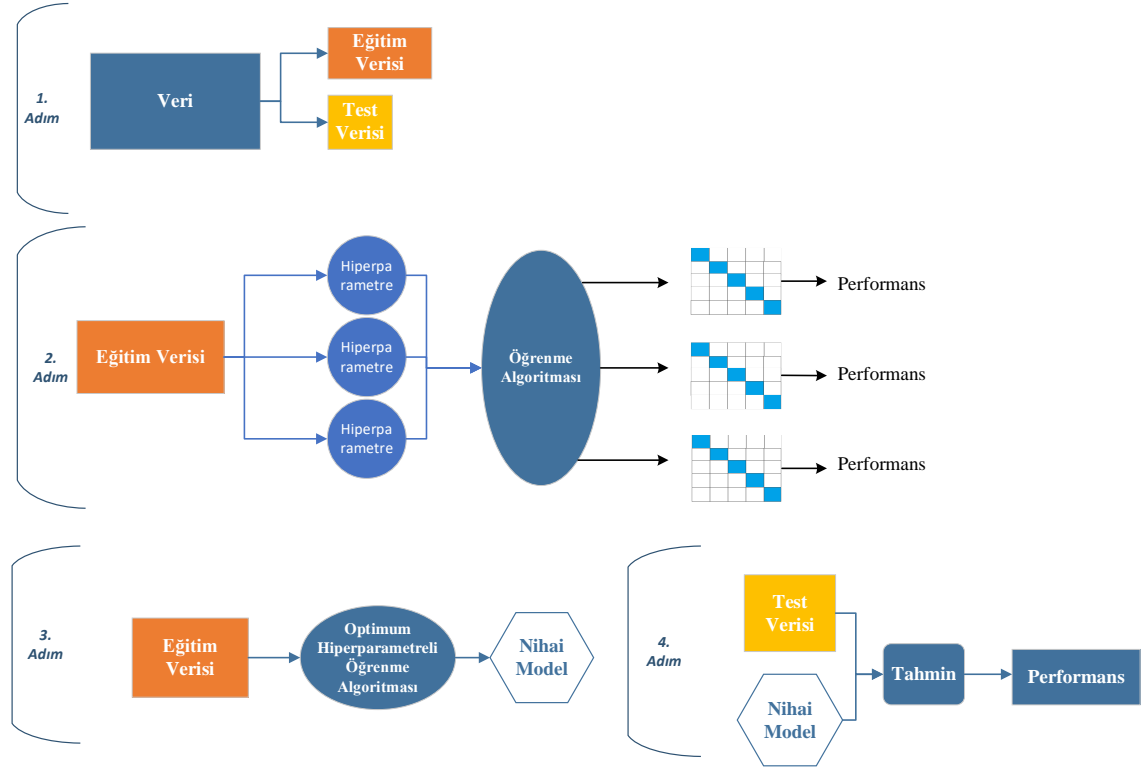 1.
Adım
Veri
Eğitim
Verisi
Test
Verisi
2.
Adım
Eğitim Verisi
Hiperpa
rametre
Hiperpa
rametre
Hiperpa
rametre
Öğrenme
Algoritması
Performans
Performans
Performans
3.
Adım
Eğitim
Verisi
Optimum
Hiperparametreli
Öğrenme
Algoritması
Nihai
Model
4.
Adım
Test
Verisi
Nihai
Model
Tahmin
Performans